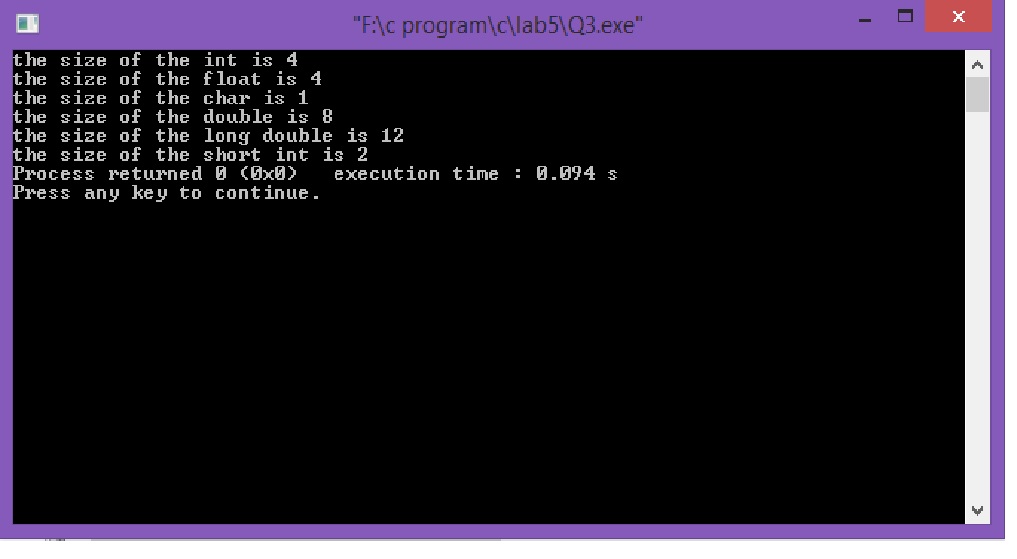 "F:\c program\c\lab5\Q3.exe"
the size of the int is 4
the size of the float is 4
the size of the char is 1
the size of the double is 8
the size of the long double is 12
the size of the short int is 2
Process returned 0 (0x0)   execution time : 0.094 s
Press any key to continue.